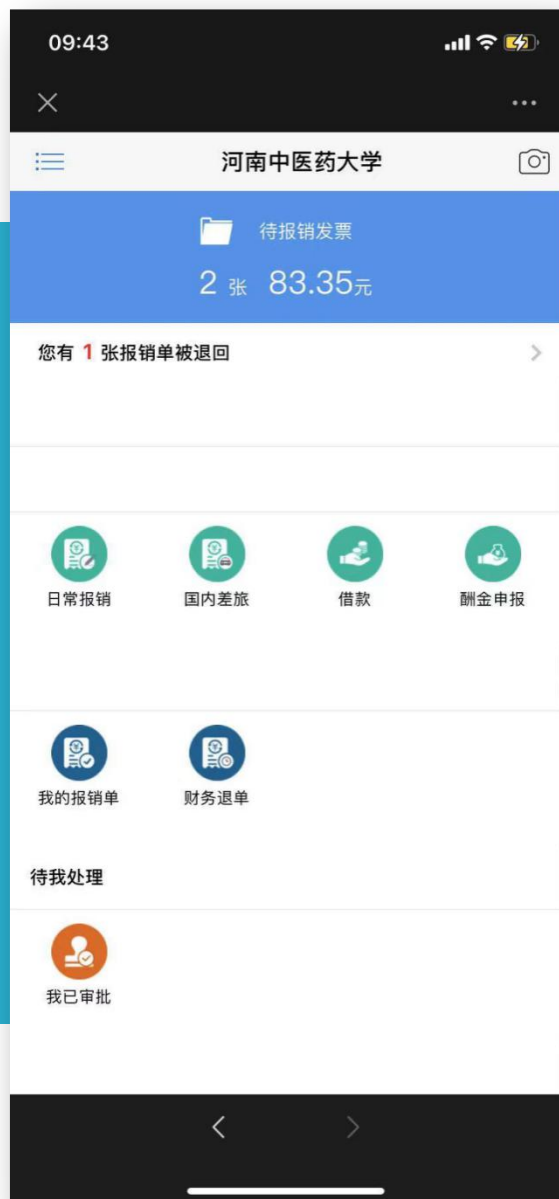 09:43
河南中医药大学
待报销发票
2 张 83.35元
您有 1 张报销单被退回
日常报销 国内差旅 借款 酬金申报
我的报销单 财务退单
待我处理
我已审批